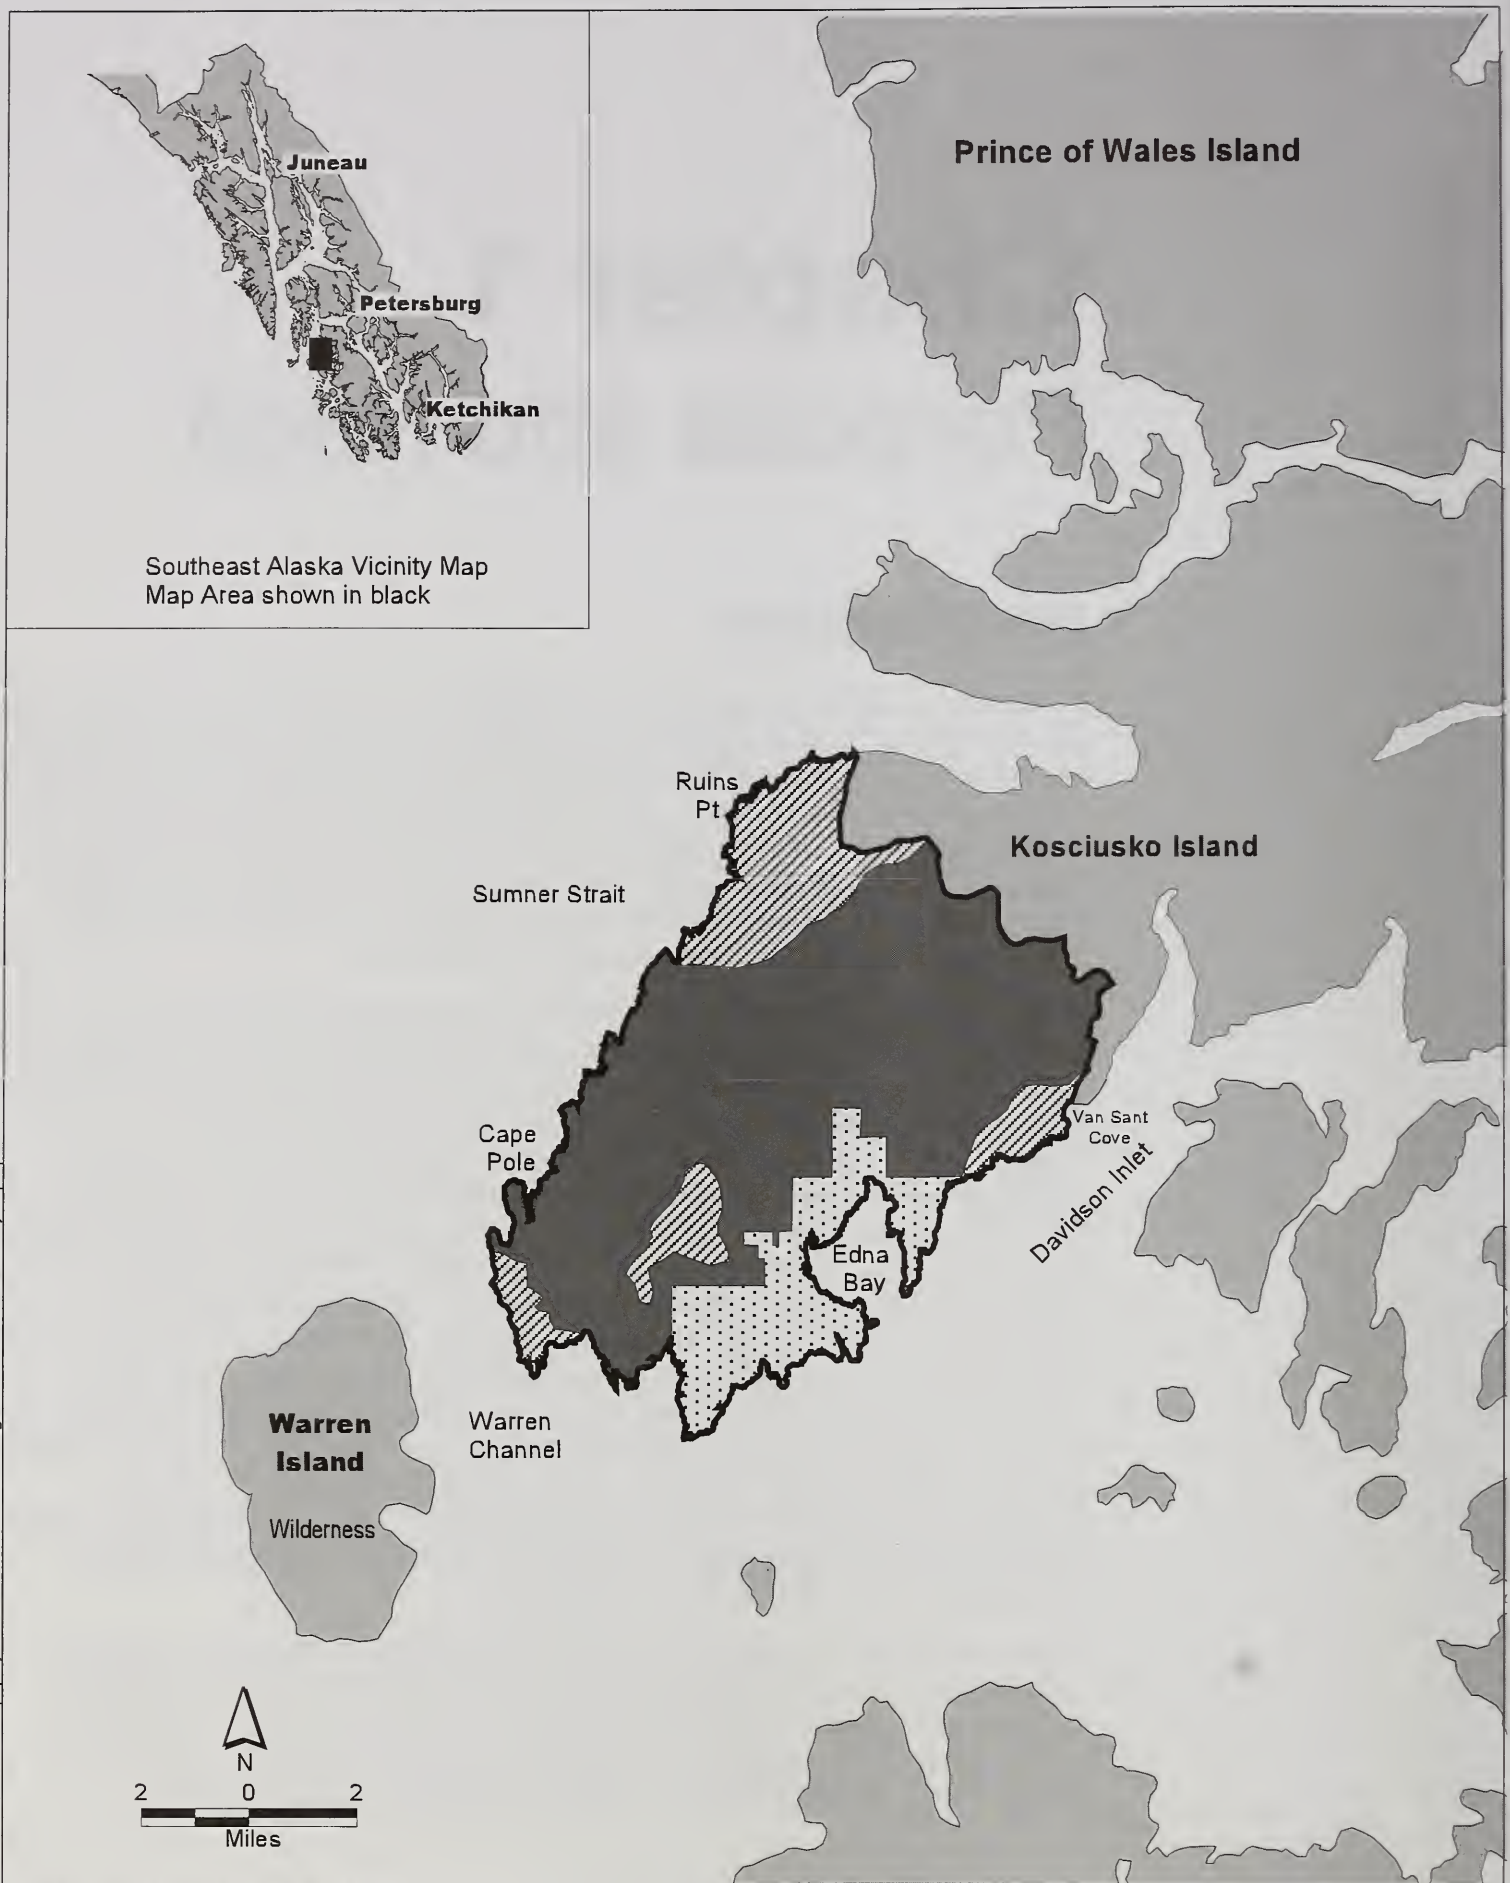 Juneau
Petersburg
Ketchikan
Southeast Alaska Vicinity Map
Map Area shown in black
Prince of Wales Island
Ruins
Pt
Kosciusko Island
Sumner Strait
Cape
Pole
Van Sant
Cove
Davidson Inlet
Edna
Bay
Warren
Island
Wilderness
Warren
Channel
N
2 0 2
Miles